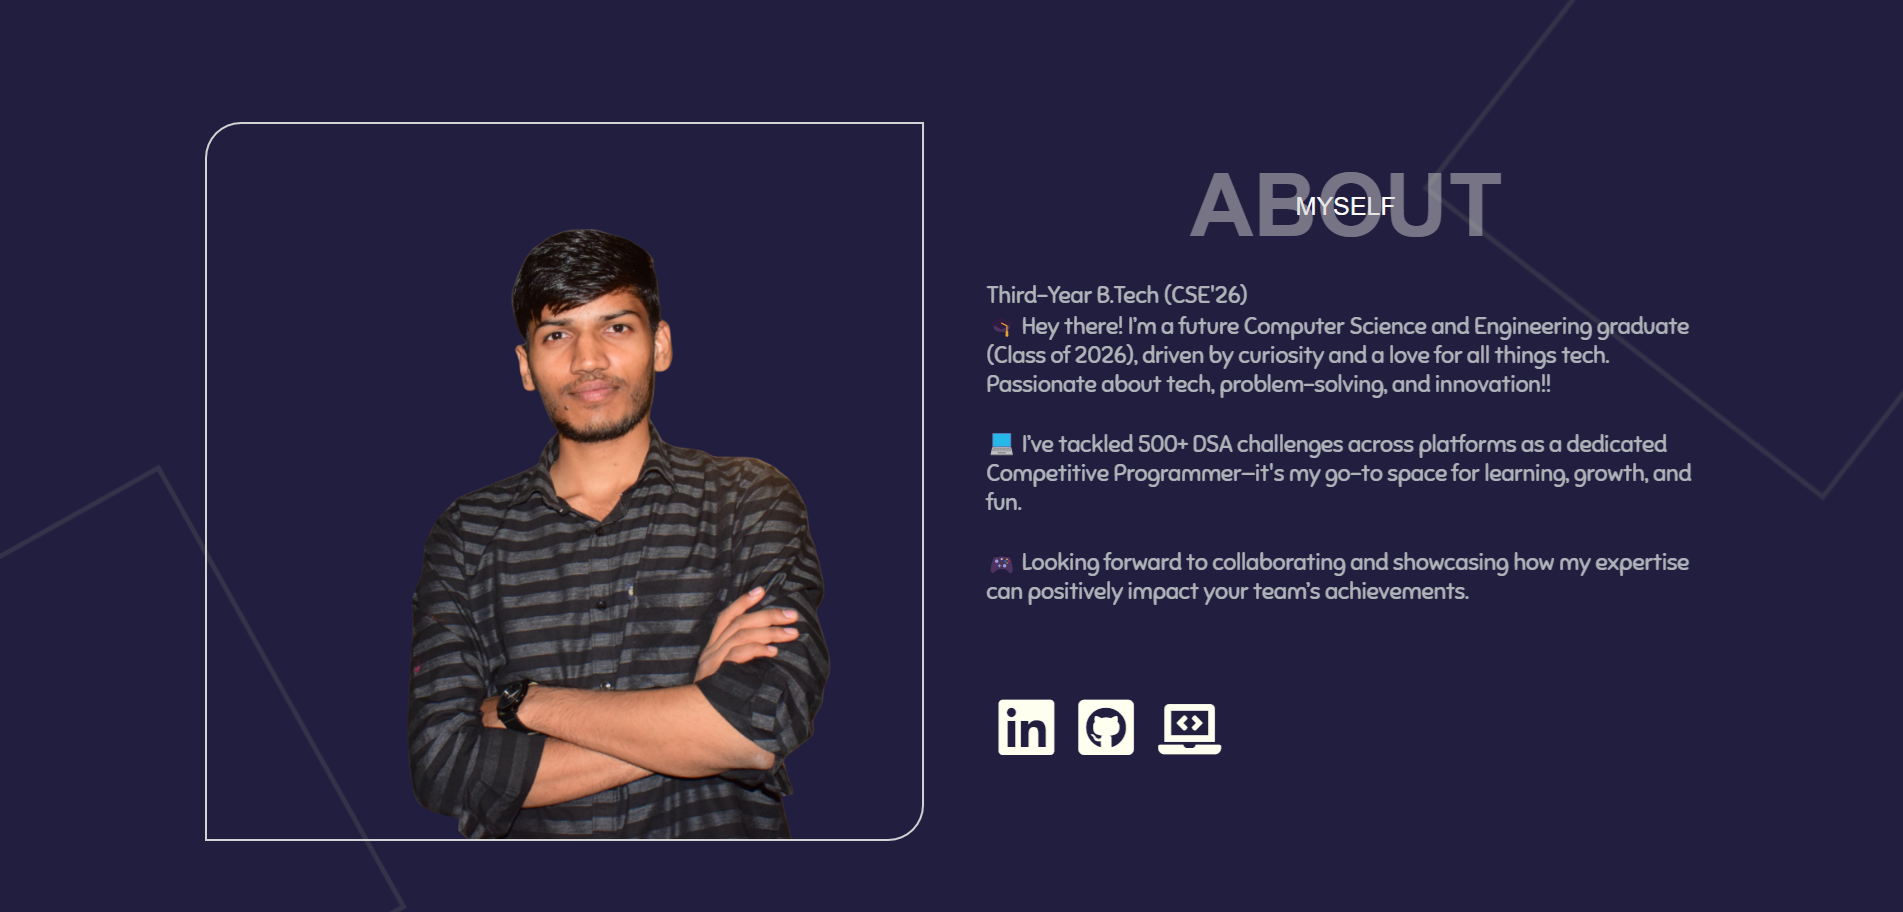 ABOUT
MYSELF
Third-Year B.Tech (CSE'26)
🎓 Hey there! I’m a future Computer Science and Engineering graduate
(Class of 2026), driven by curiosity and a love for all things tech.
Passionate about tech, problem-solving, and innovation!!
💻 I’ve tackled 500+ DSA challenges across platforms as a dedicated
Competitive Programmer—it's my go-to space for learning, growth, and
fun.
🎮 Looking forward to collaborating and showcasing how my expertise
can positively impact your team’s achievements.
in